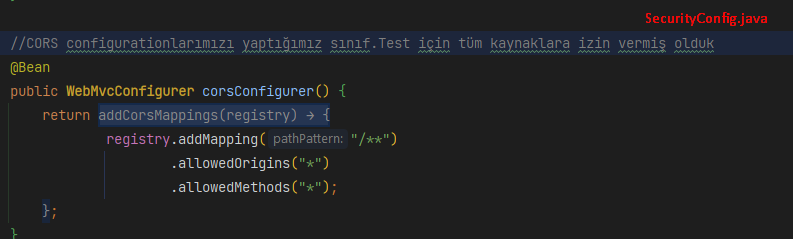 SecurityConfig.java
//CORS configurationlarımızı yaptığımız sınıf.Test için tüm kaynaklara izin vermiş olduk
@Bean
public WebMvcConfigurer corsConfigurer() {
return addCorsMappings(registry) → {
registry.addMapping( pathPattern: "/**")
.allowedOrigins("*")
.allowedMethods("*");
};
}